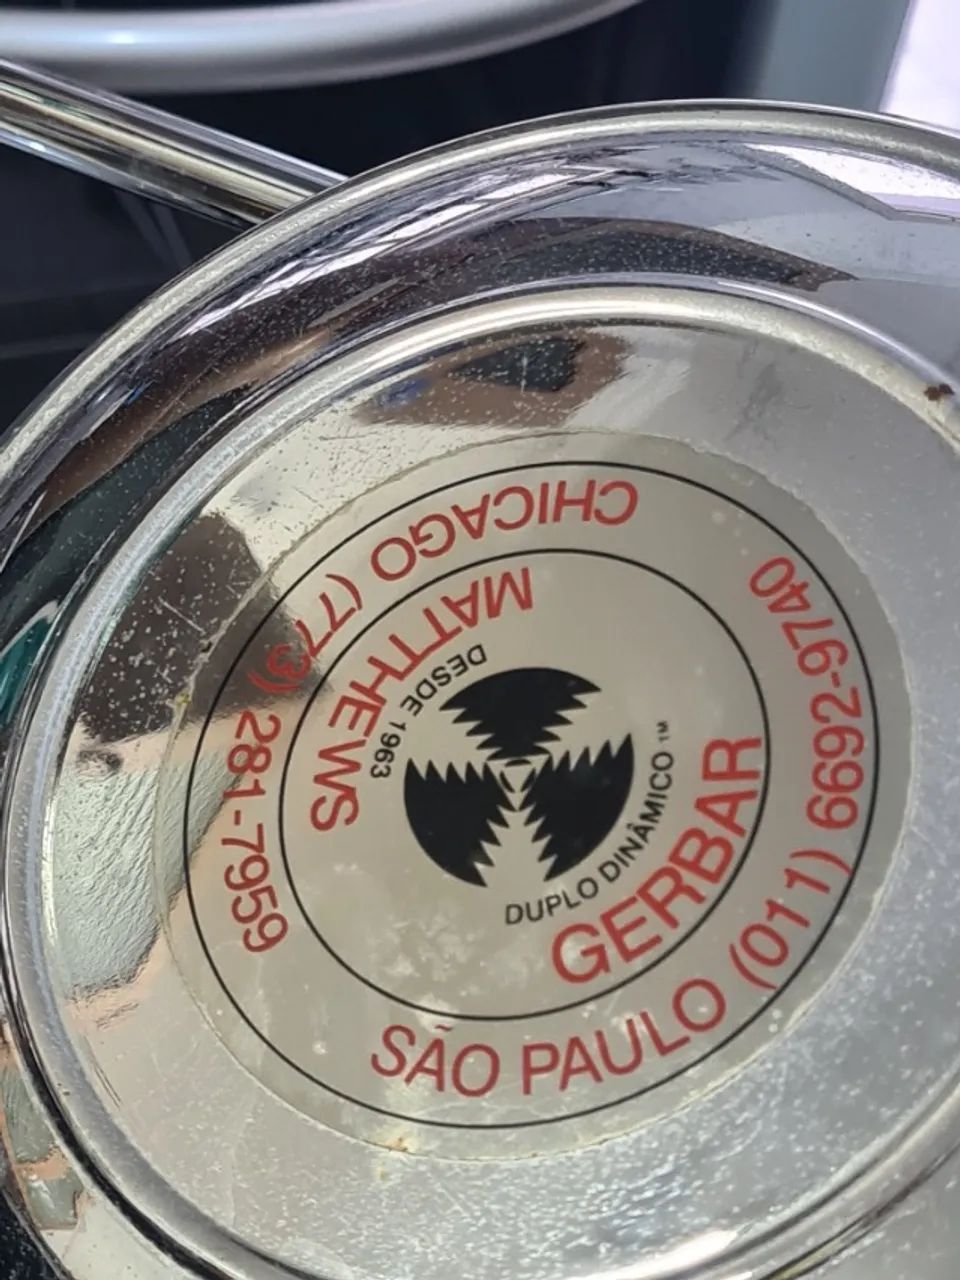 CHICAGO (773) 281-7959
MATTHEWS
DESDE 1963
DUPLO DINÂMICO™
GERBAR
SÃO PAULO (011) 6692-9740